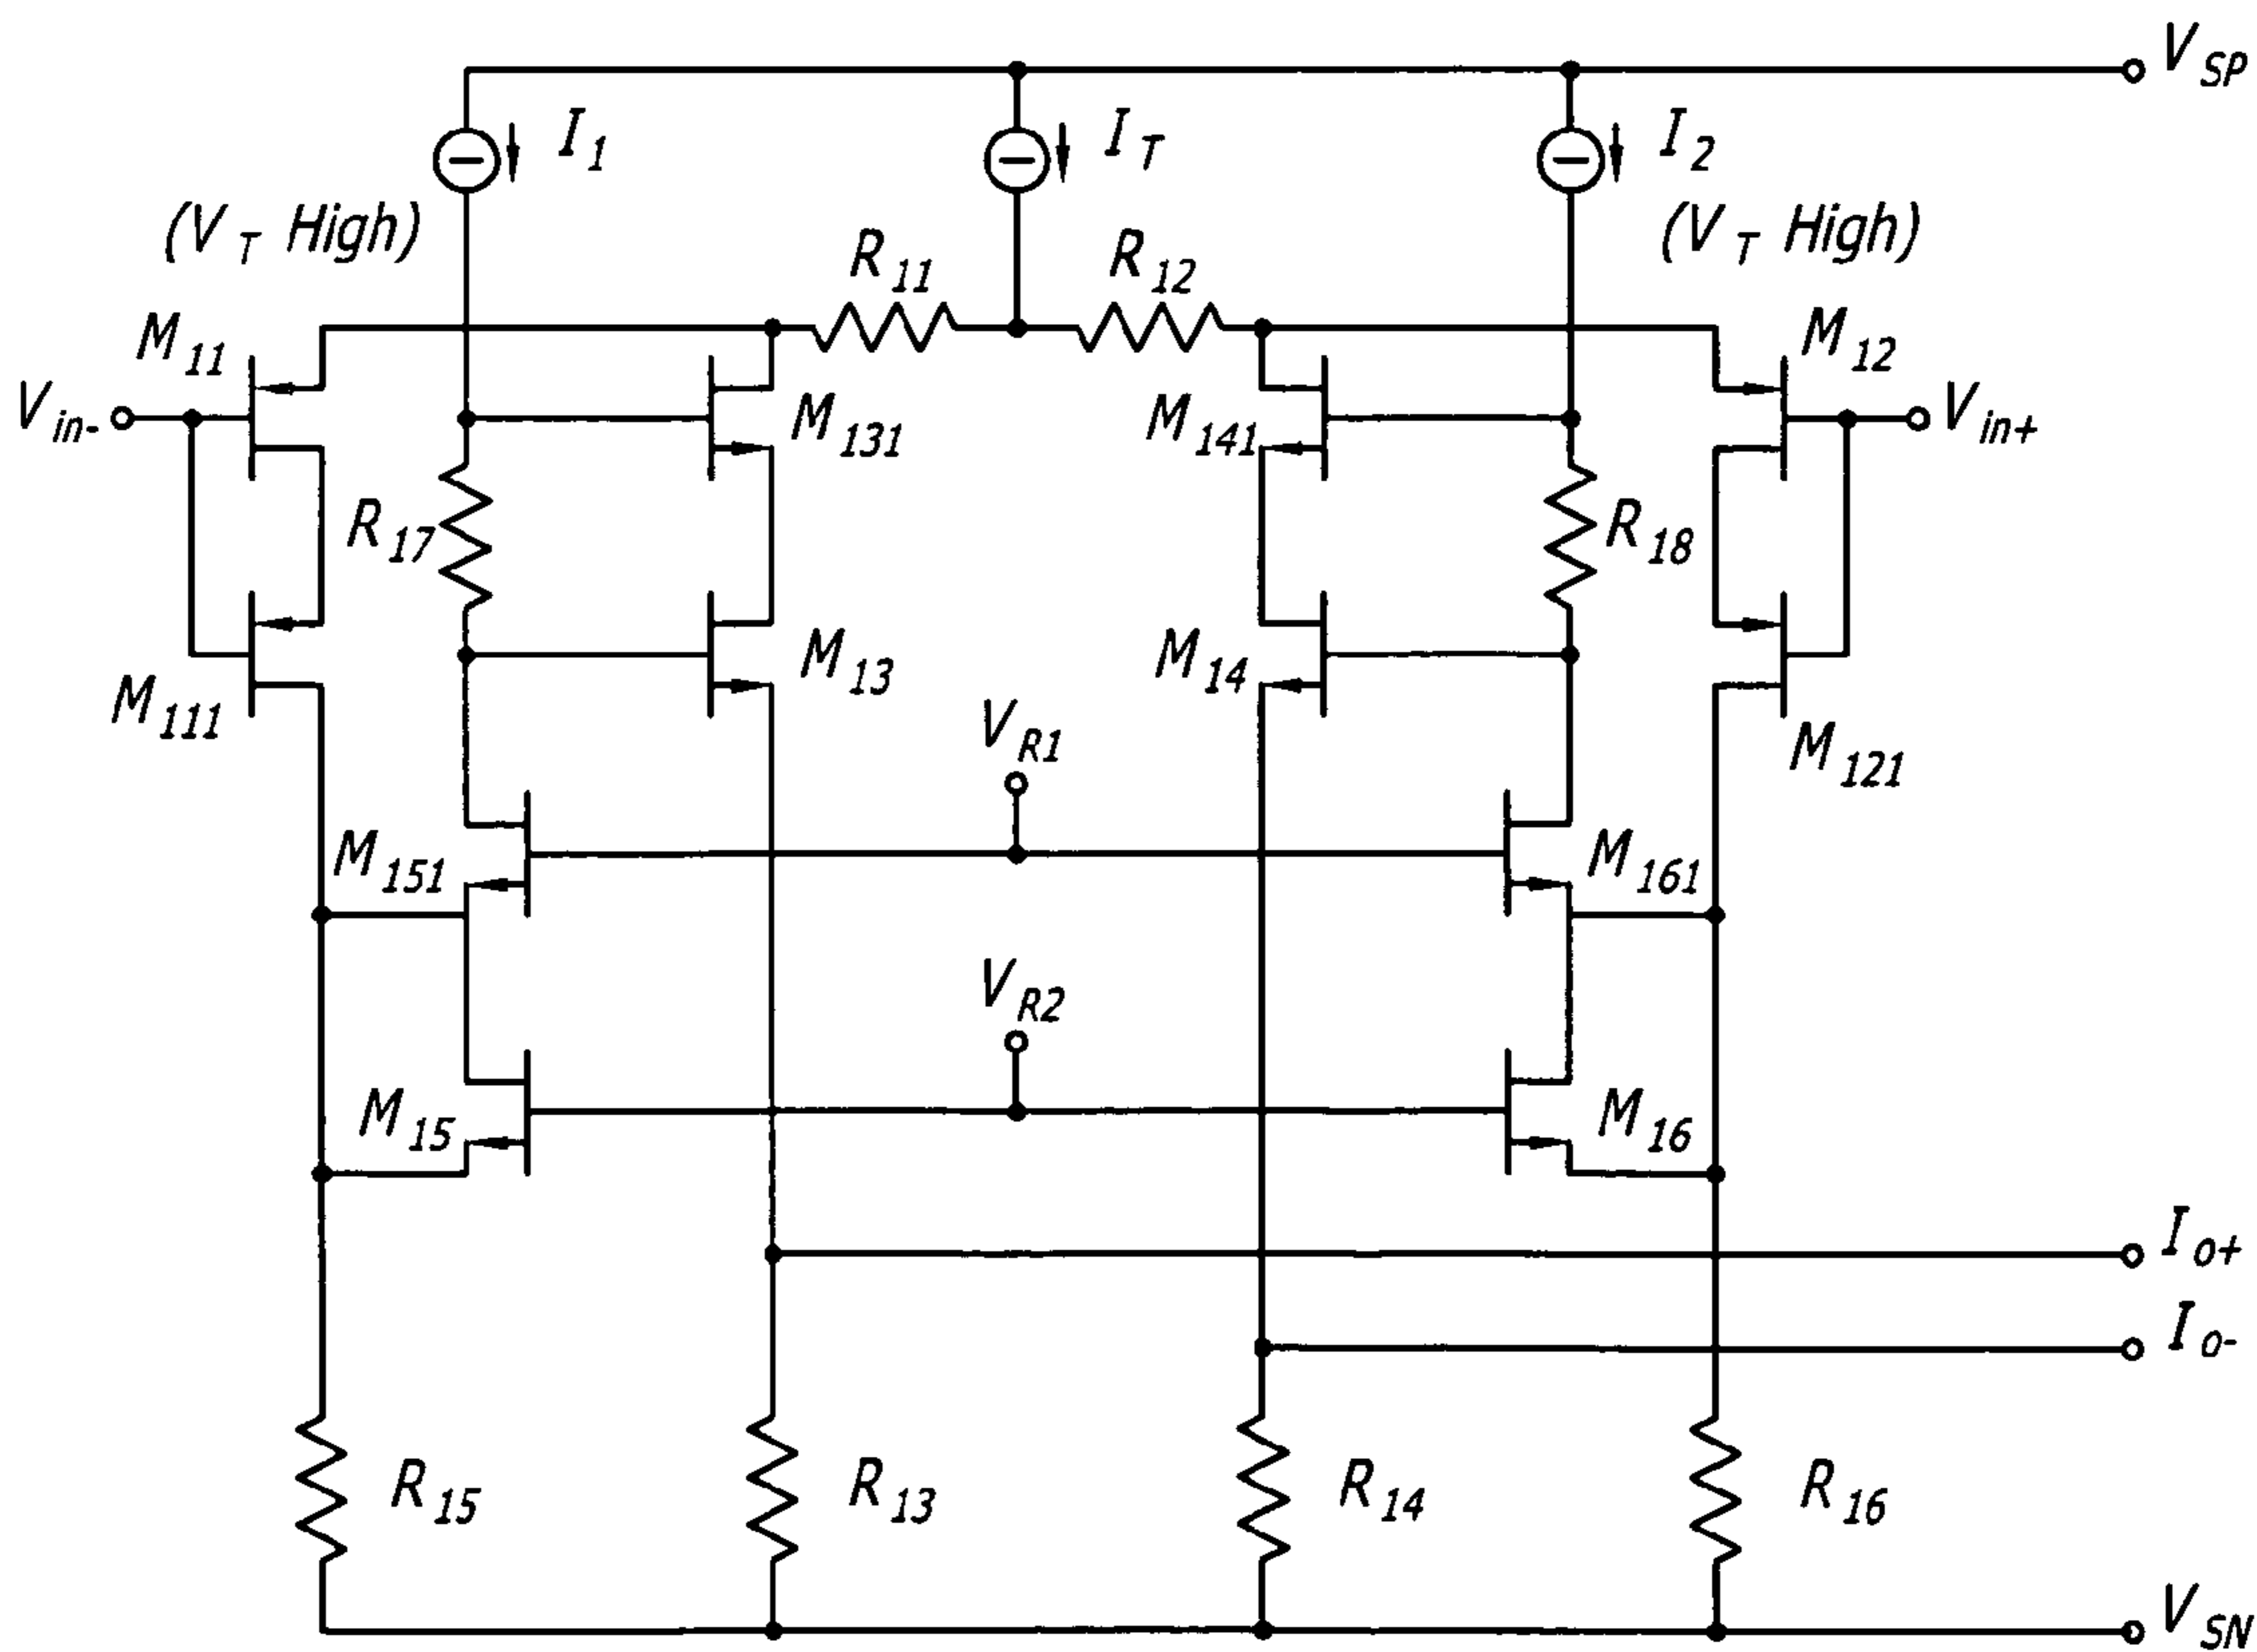 V SP
I 1
I T
I 2
(V T High)
(V T High)
R 11
R 12
M 11
M 12
V in-
M 131
M 141
V in+
R 17
R 18
M 13
M 14
M 111
V R1
M 121
M 151
M 161
V R2
M 15
M 16
I o+
I o-
R 15
R 13
R 14
R 16
V SN